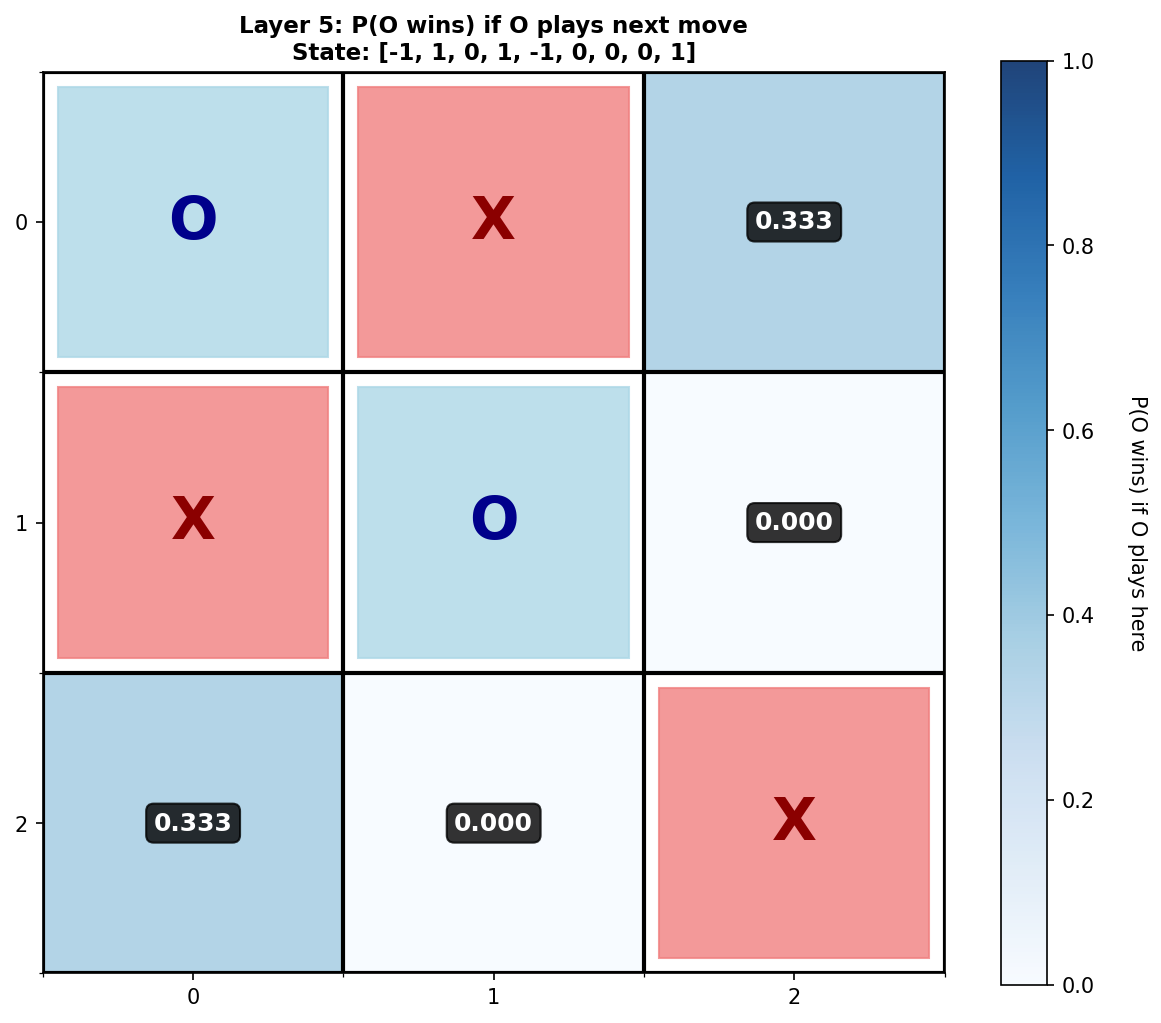 Layer 5: P(O wins) if O plays next move
State: [-1, 1, 0, 1, -1, 0, 0, 0, 1]
0
1
2
O
X
0.333
X
O
0.000
0.333
0.000
X
0
1
2
1.0
0.8
0.6
0.4
0.2
0.0
P(O wins) if O plays here